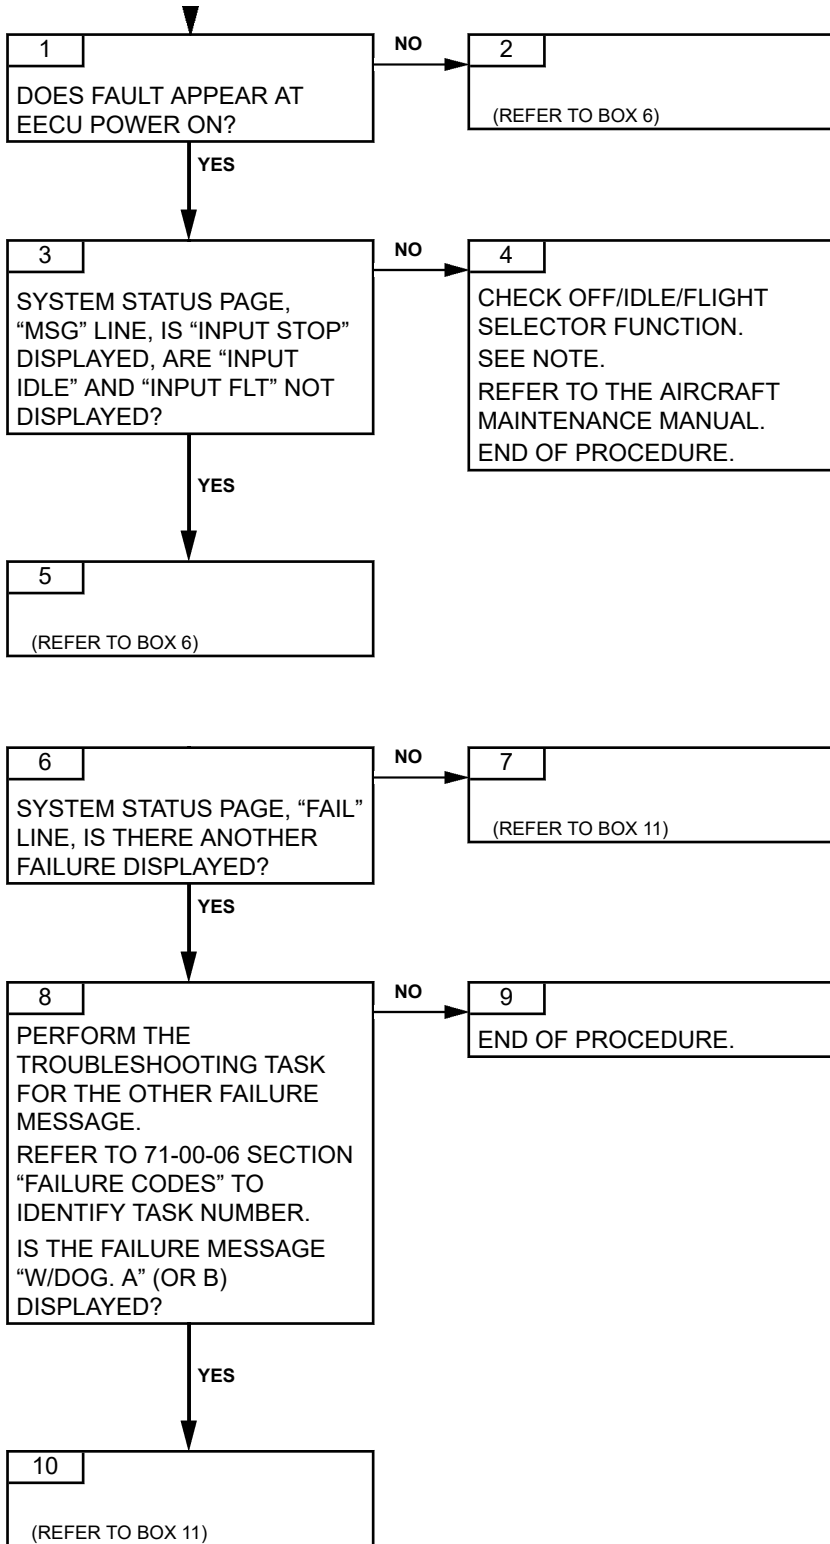 1
DOES FAULT APPEAR AT
EECU POWER ON?
NO
2
(REFER TO BOX 6)
YES
3
SYSTEM STATUS PAGE,
“MSG” LINE, IS “INPUT STOP”
DISPLAYED, ARE “INPUT
IDLE” AND “INPUT FLT” NOT
DISPLAYED?
NO
4
CHECK OFF/IDLE/FLIGHT
SELECTOR FUNCTION.
SEE NOTE.
REFER TO THE AIRCRAFT
MAINTENANCE MANUAL.
END OF PROCEDURE.
YES
5
(REFER TO BOX 6)
6
SYSTEM STATUS PAGE, “FAIL”
LINE, IS THERE ANOTHER
FAILURE DISPLAYED?
NO
7
(REFER TO BOX 11)
YES
8
PERFORM THE
TROUBLESHOOTING TASK
FOR THE OTHER FAILURE
MESSAGE.
REFER TO 71-00-06 SECTION
“FAILURE CODES” TO
IDENTIFY TASK NUMBER.
IS THE FAILURE MESSAGE
“W/DOG. A” (OR B)
DISPLAYED?
NO
9
END OF PROCEDURE.
YES
10
(REFER TO BOX 11)